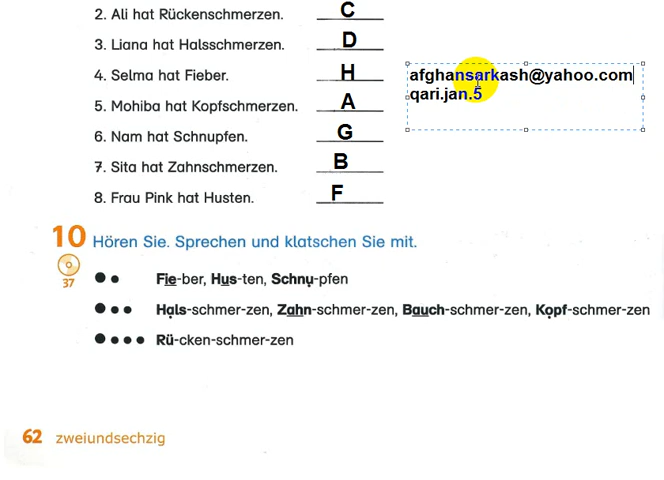 2. Ali hat Rückenschmerzen. C
3. Liana hat Halsschmerzen. D
4. Selma hat Fieber. H
afghansarkash@yahoo.com
qari.jan.5
5. Mohiba hat Kopfschmerzen. A
6. Nam hat Schnupfen. G
7. Sita hat Zahnschmerzen. B
8. Frau Pink hat Husten. F
10 Hören Sie. Sprechen und klatschen Sie mit.
37
Fie-ber, Hus-ten, Schnu-pfen
Hals-schmer-zen, Zahn-schmer-zen, Bauch-schmer-zen, Kopf-schmer-zen
Rü-cken-schmer-zen
62 zweiundsechzig